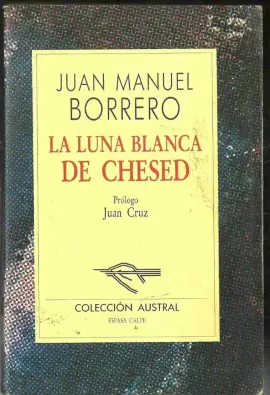 JUAN MANUEL
BORRERO
LA LUNA BLANCA
DE CHESED
Prólogo
Juan Cruz
COLECCIÓN AUSTRAL
ESPASA CALPE